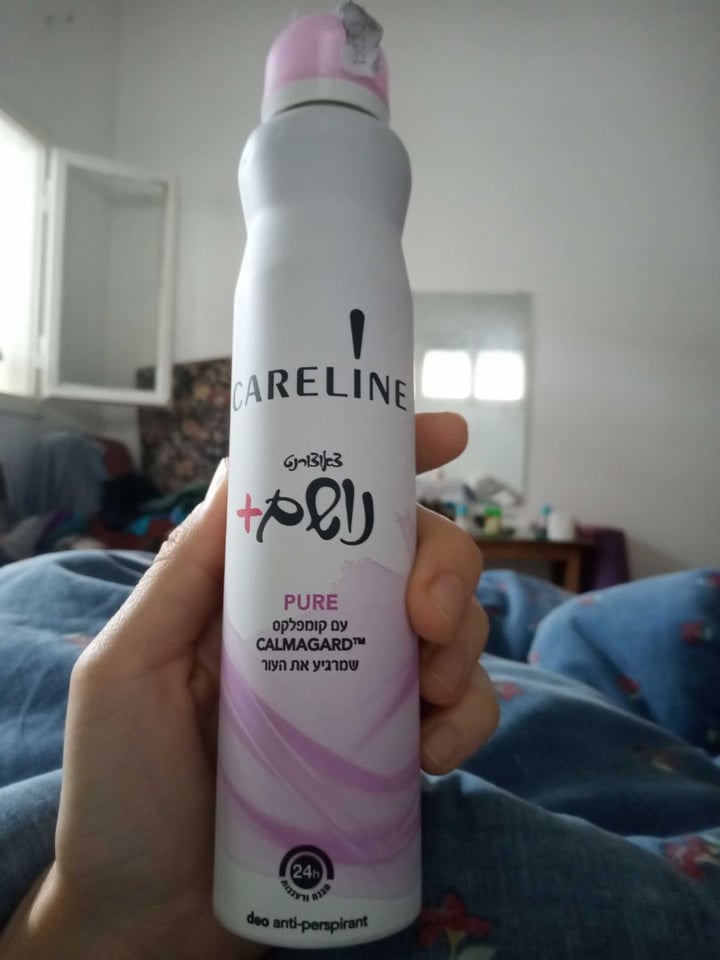 CARELINE
דאודורנט
נושם+
PURE
עם קומפלקס
CALMAGARD™
שמרגיע את העור
24h
deo anti-perspirant